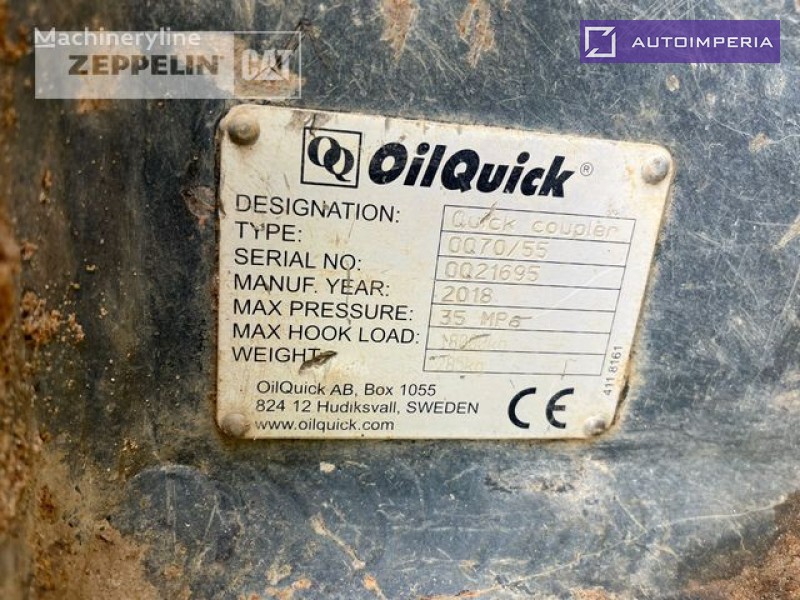 Machineryline
ZEPPELIN CAT
AUTOIMPERIA
OQ OilQuick®
DESIGNATION: Quick coupler
TYPE: OQ70/55
SERIAL NO: OQ21695
MANUF. YEAR: 2018
MAX PRESSURE: 35 MPa
MAX HOOK LOAD:
WEIGHT:
OilQuick AB, Box 1055
824 12 Hudiksvall, SWEDEN
www.oilquick.com
CE
411.8161